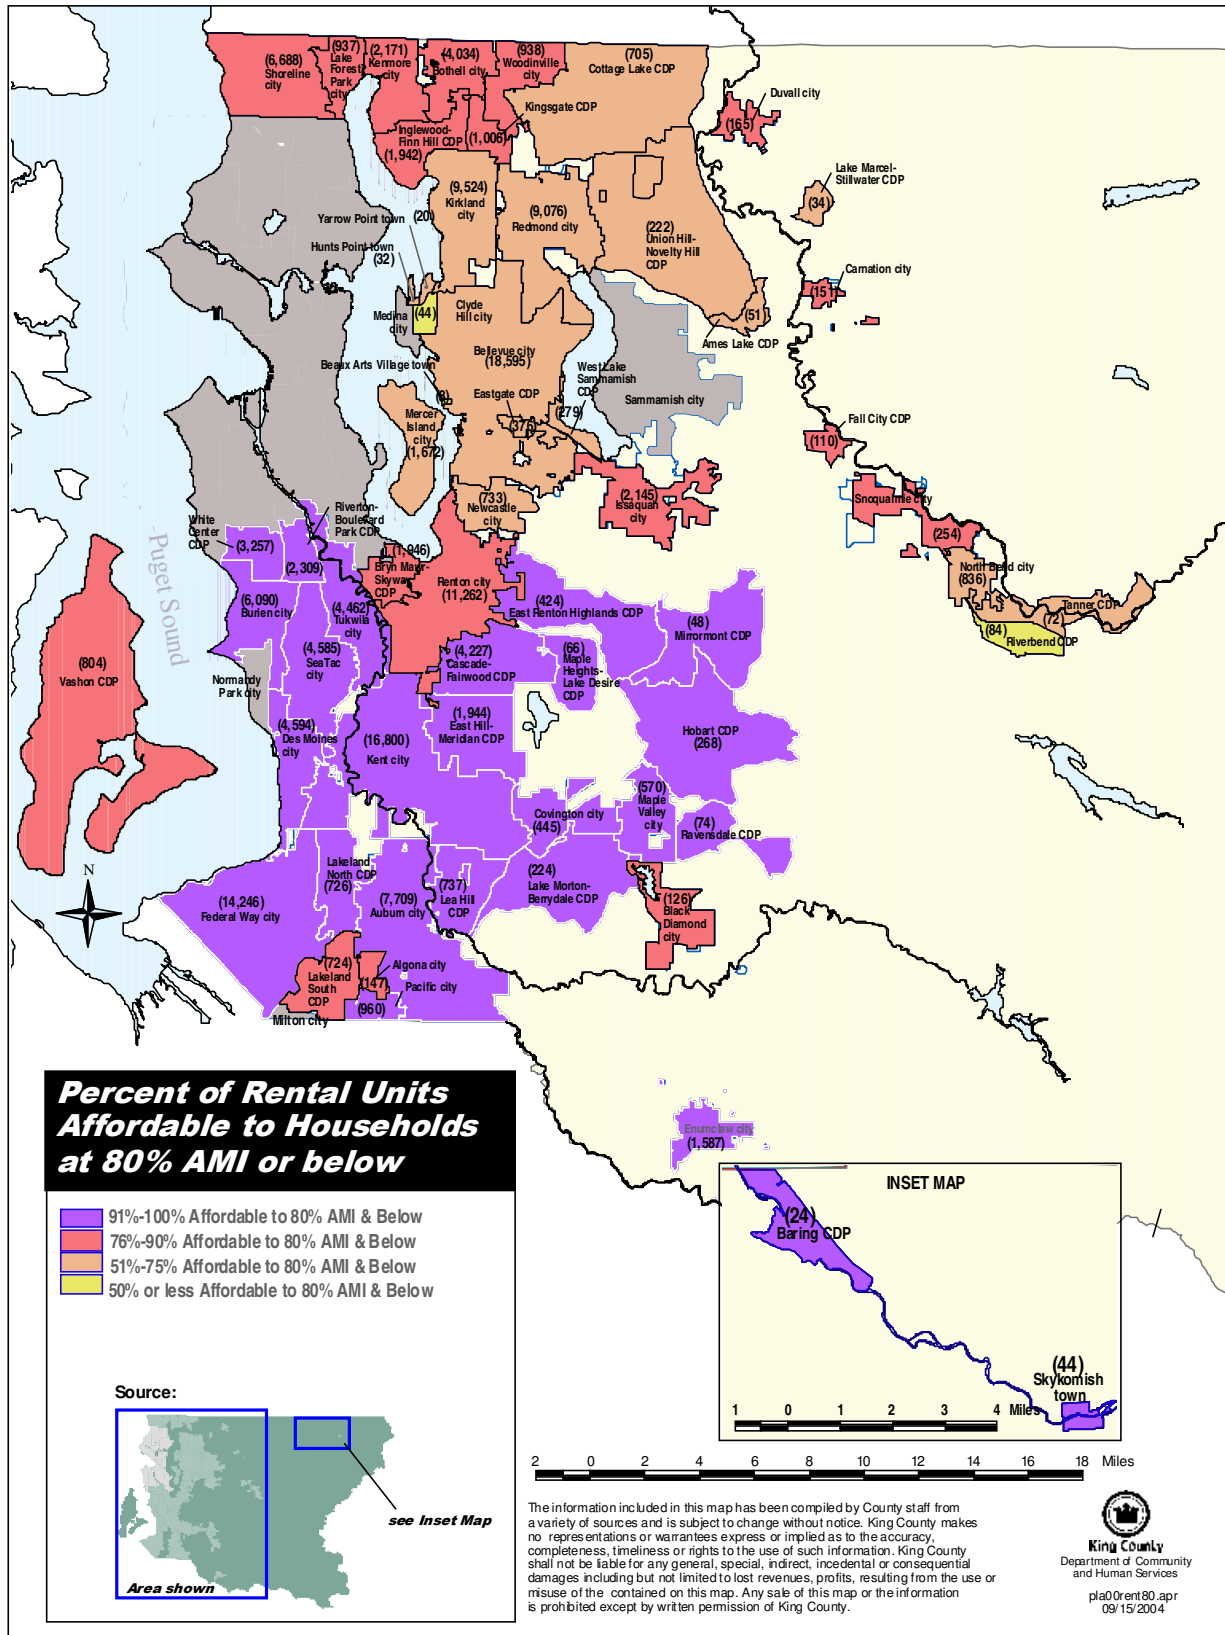 (6,688)
Shoreline
city
(937)
Lake
Forest
Park
city
(2,171)
Kenmore
city
(4,034)
Bothell city
(938)
Woodinville
city
(705)
Cottage Lake CDP
Kingsgate CDP
Inglewood-
Finn Hill CDP
(1,942)
(1,006)
Duvall city
(165)
Lake Marcel-
Stillwater CDP
(34)
(9,524)
Kirkland
city
(9,076)
Redmond city
(222)
Union Hill-
Novelty Hill
CDP
Yarrow Point town
(20)
Hunts Point town
(32)
Carnation city
(151)
Medina
city
(44)
Clyde
Hill city
(51)
Ames Lake CDP
Bellevue city
(18,595)
Beaux Arts Village town
West Lake
Sammamish
CDP
(279)
Eastgate CDP
(376)
Sammamish city
Mercer
Island
city
(1,672)
Fall City CDP
(110)
(2,145)
Issaquah
city
(733)
Newcastle
city
Snoqualmie city
(254)
North Bend city
(836)
Tanner CDP
(72)
(84)
Riverbend CDP
Riverton-
Boulevard
Park CDP
White
Center
CDP
(3,257)
(2,309)
(1,946)
Bryn Mawr-
Skyway
CDP
Renton city
(11,262)
(424)
East Renton Highlands CDP
(48)
Mirrormont CDP
(6,090)
Burien city
(4,462)
Tukwila
city
(4,585)
SeaTac
city
(4,227)
Cascade-
Fairwood CDP
(66)
Maple
Heights-
Lake Desire
CDP
Puget Sound
(804)
Vashon CDP
Normandy
Park city
(4,594)
Des Moines
city
(1,944)
East Hill-
Meridian CDP
(16,800)
Kent city
Hobart CDP
(268)
(570)
Maple
Valley
city
Covington city
(445)
(74)
Ravensdale CDP
N
Lakeland
North CDP
(726)
(14,246)
Federal Way city
(7,709)
Auburn city
(737)
Lea Hill
CDP
(224)
Lake Morton-
Berrydale CDP
(126)
Black
Diamond
city
(724)
Lakeland
South
CDP
Algona city
(147)
Pacific city
(960)
Milton city
Enumclaw city
(1,587)
Percent of Rental Units
Affordable to Households
at 80% AMI or below
91%-100% Affordable to 80% AMI & Below
76%-90% Affordable to 80% AMI & Below
51%-75% Affordable to 80% AMI & Below
50% or less Affordable to 80% AMI & Below
Source:
see Inset Map
Area shown
INSET MAP
(24)
Baring CDP
(44)
Skykomish
town
1 0 1 2 3 4 Miles
2 0 2 4 6 8 10 12 14 16 18 Miles
The information included in this map has been compiled by County staff from
a variety of sources and is subject to change without notice. King County makes
no representations or warrantees express or implied as to the accuracy,
completeness, timeliness or rights to the use of such information. King County
shall not be liable for any general, special, indirect, incedental or consequential
damages including but not limited to lost revenues, profits, resulting from the use or
misuse of the contained on this map. Any sale of this map or the information
is prohibited except by written permission of King County.
King County
Department of Community
and Human Services
pla00rent80.apr
09/15/2004